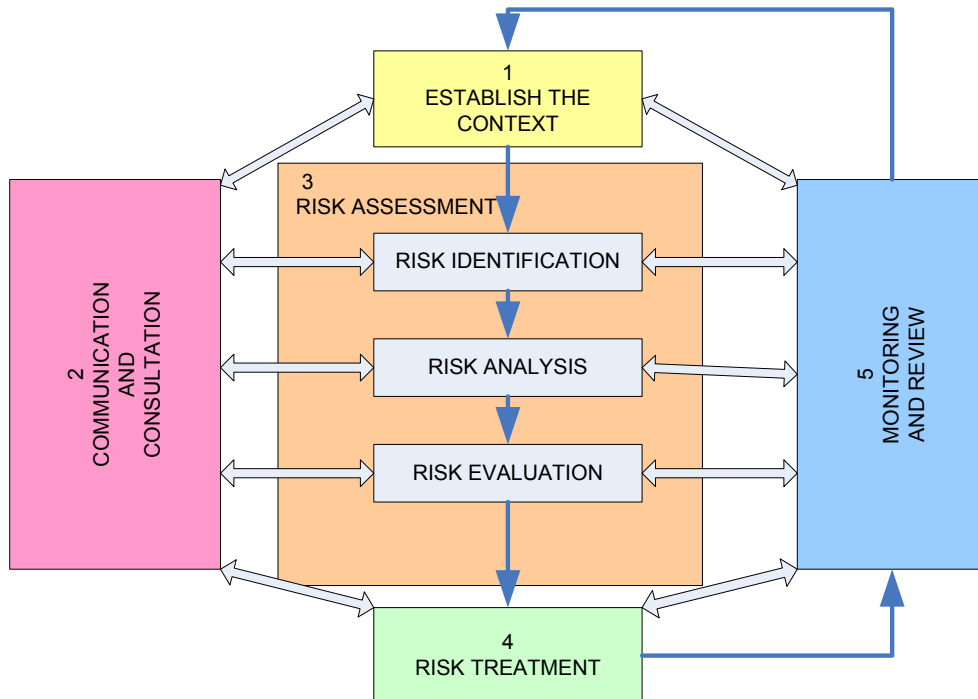 1
ESTABLISH THE
CONTEXT
3
RISK ASSESSMENT
RISK IDENTIFICATION
RISK ANALYSIS
RISK EVALUATION
2
COMMUNICATION
AND
CONSULTATION
5
MONITORING
AND REVIEW
4
RISK TREATMENT